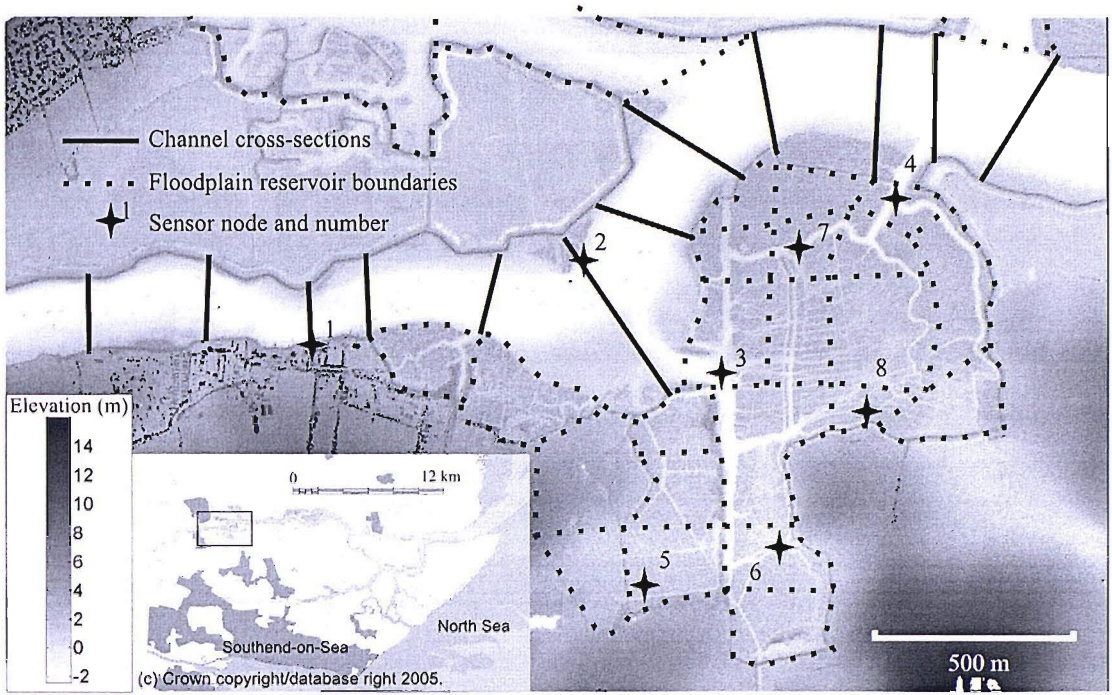 Channel cross-sections
Floodplain reservoir boundaries
1 Sensor node and number
1
2
3
4
5
6
7
8
Elevation (m)
14
12
10
8
6
4
2
0
-2
0 12 km
North Sea
Southend-on-Sea
(c) Crown copyright/database right 2005.
500 m